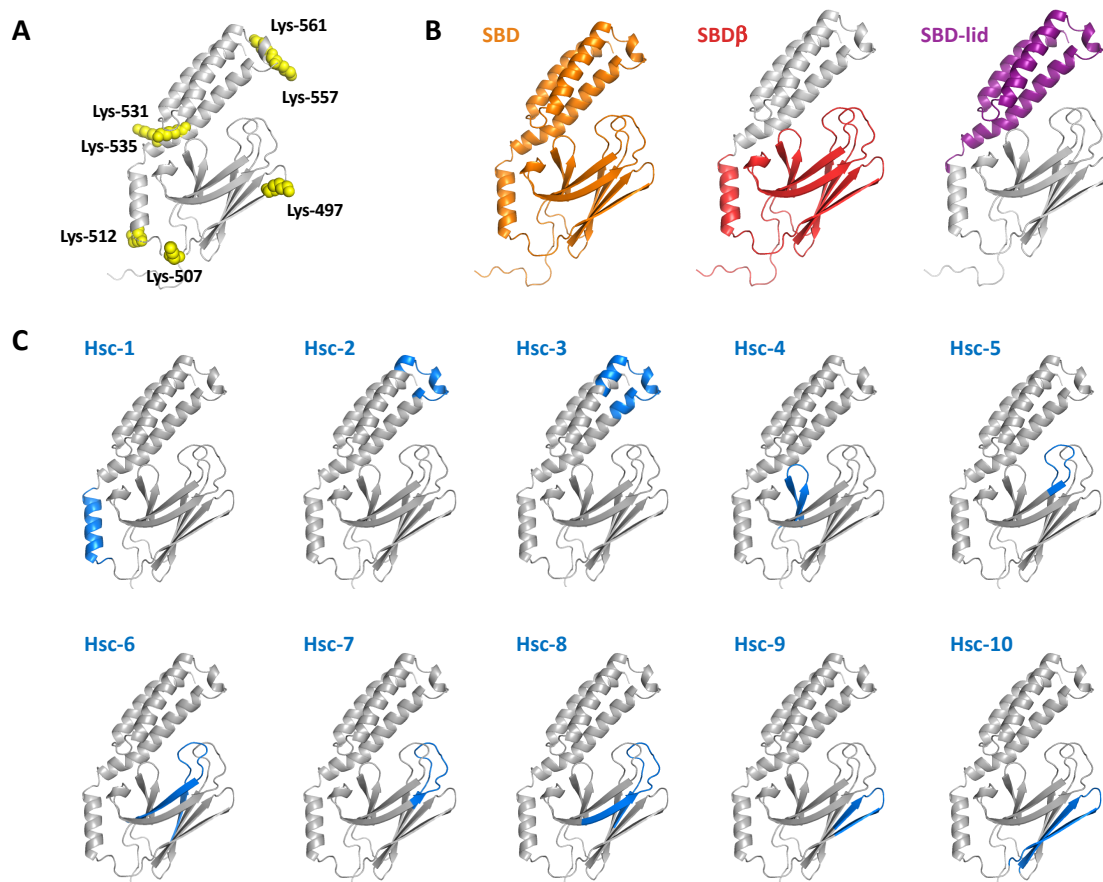 A
Lys-561
Lys-557
Lys-531
Lys-535
Lys-497
Lys-512
Lys-507
B
SBD
SBDβ
SBD-lid
C
Hsc-1
Hsc-2
Hsc-3
Hsc-4
Hsc-5
Hsc-6
Hsc-7
Hsc-8
Hsc-9
Hsc-10